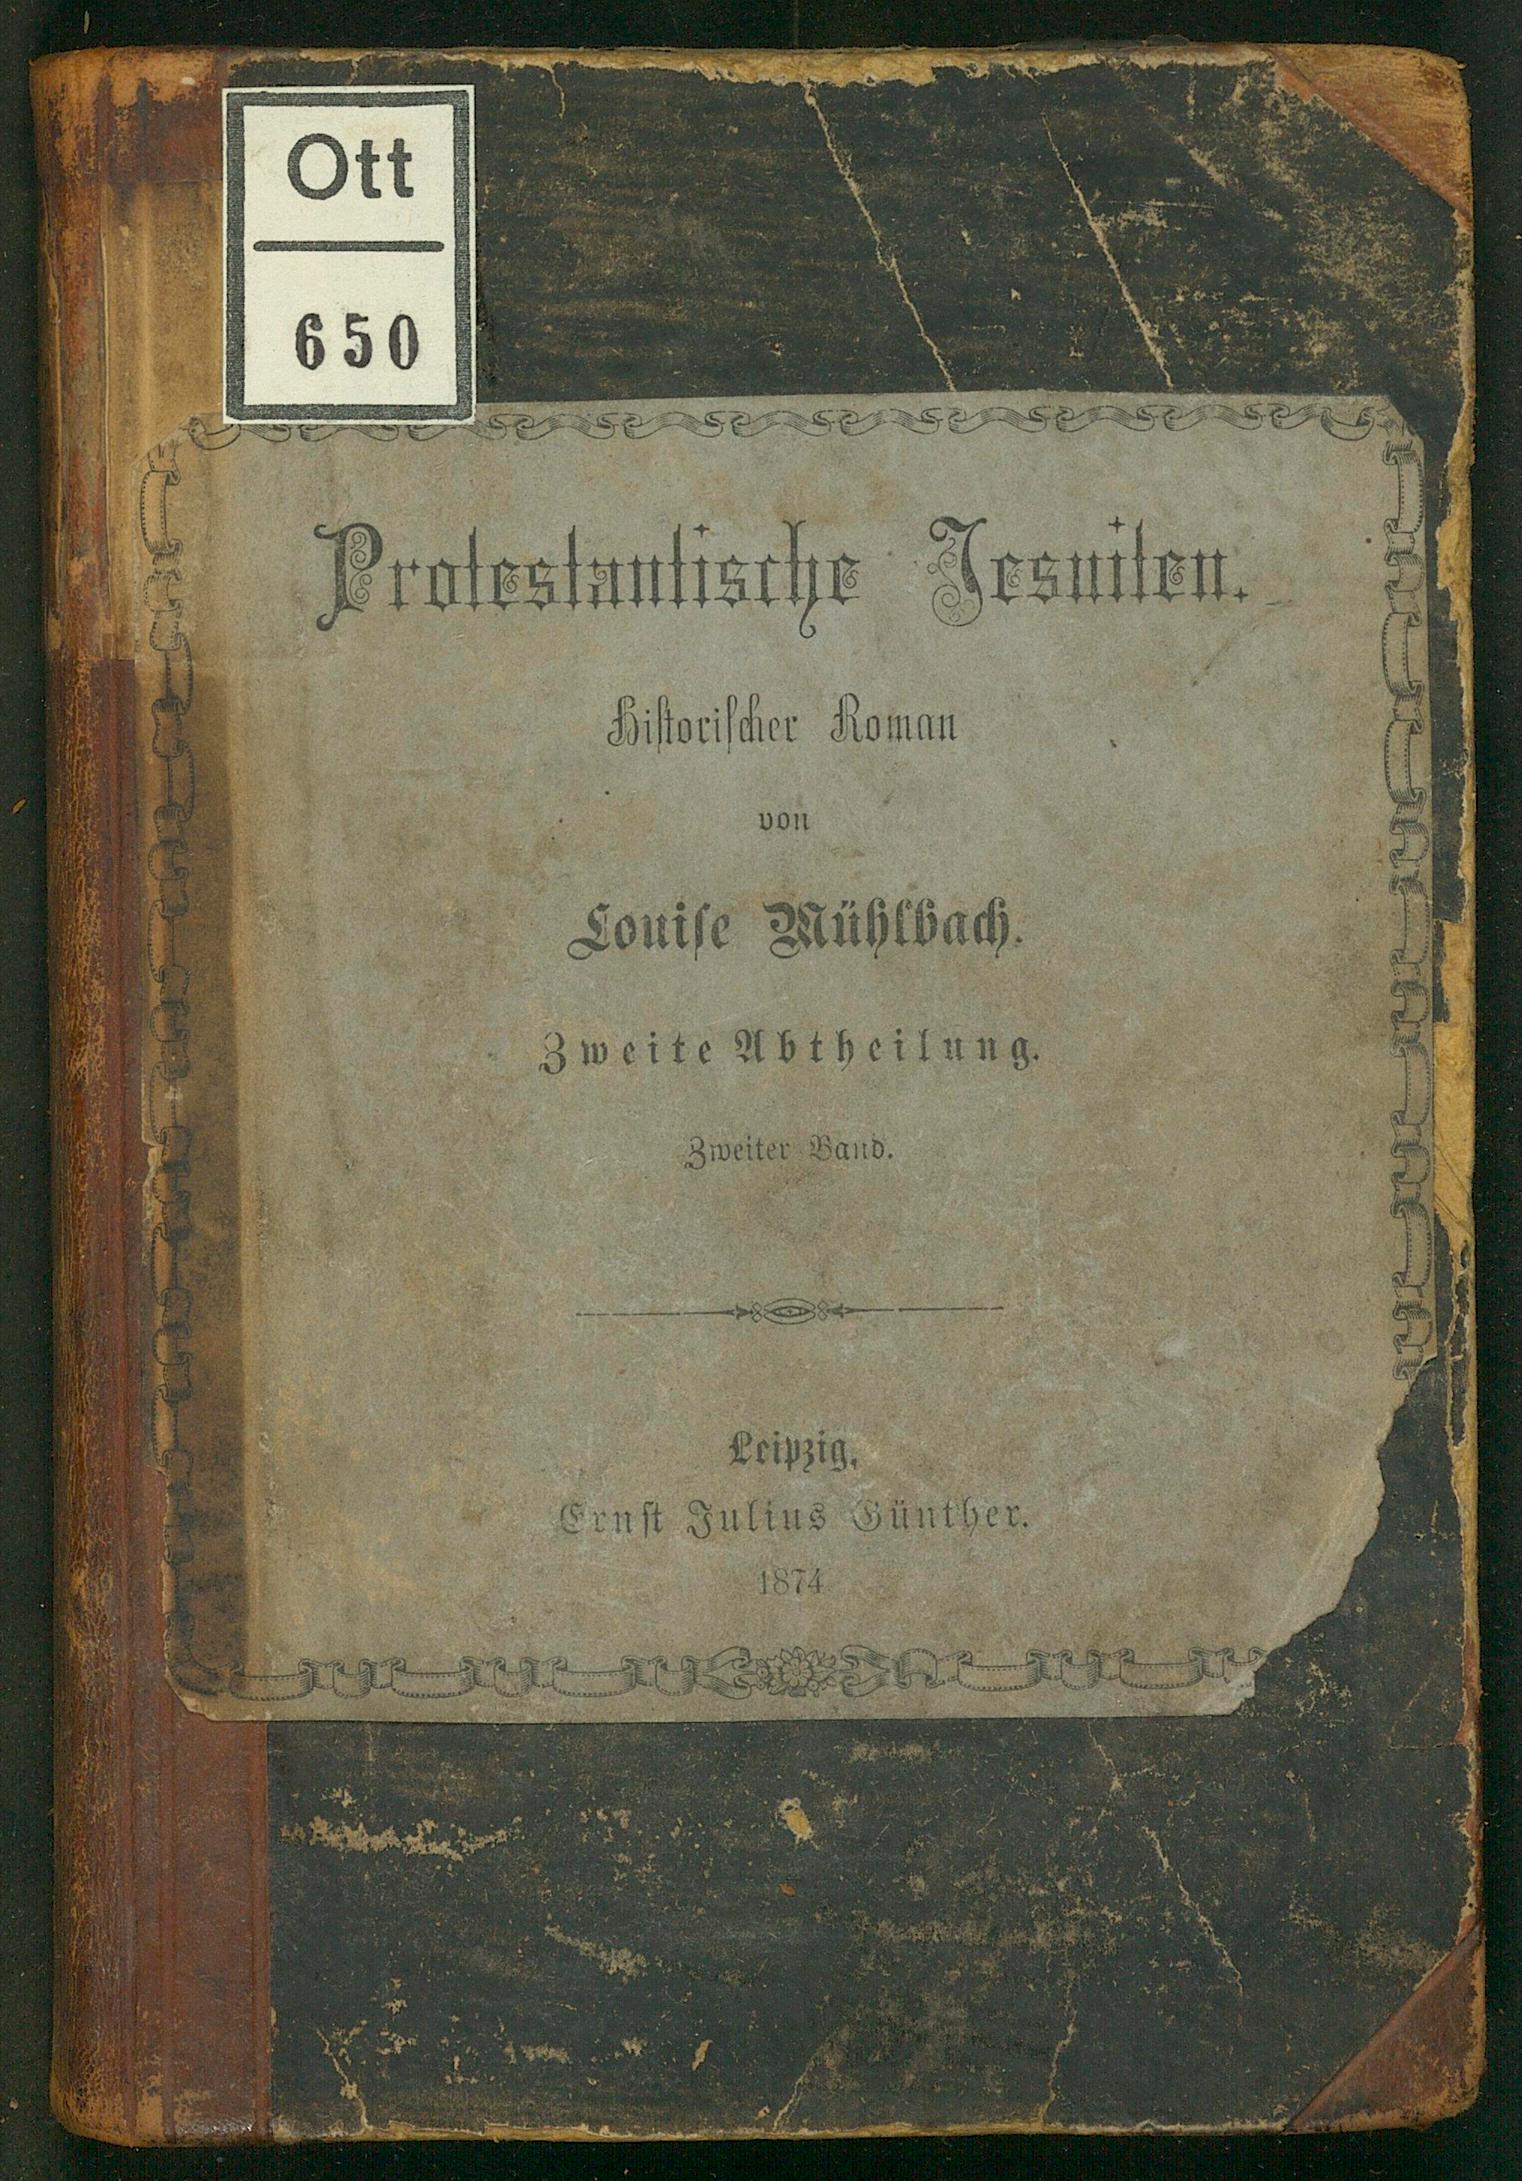 Ott
650
Protestantische Jesuiten.
Historischer Roman
von
Louise Mühlbach.
Zweite Abtheilung.
Zweiter Band.
Leipzig,
Ernst Julius Günther.
1874